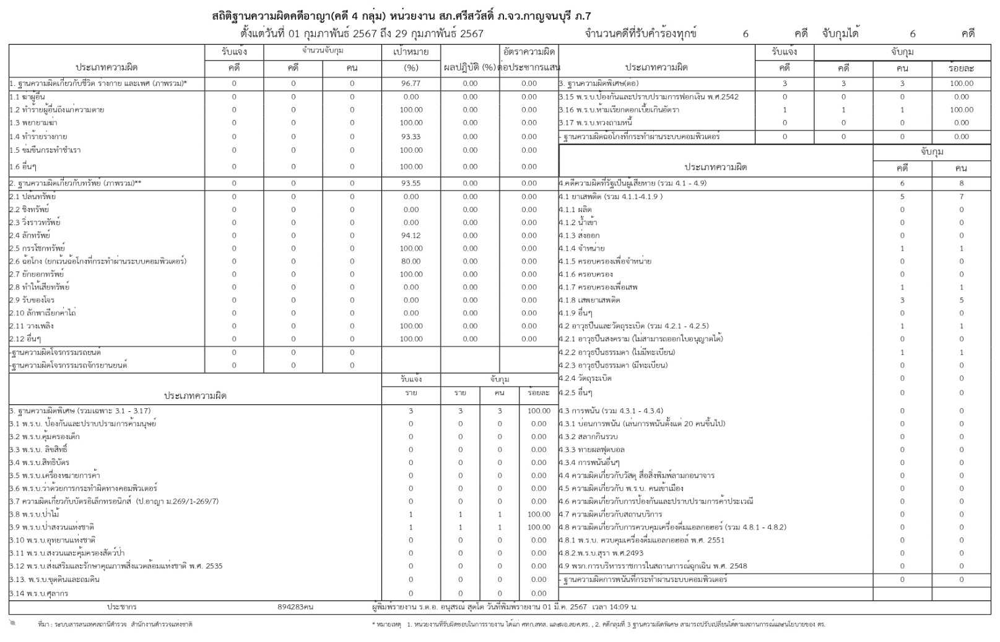 สถิติฐานความผิดคดีอาญา(คดี 4 กลุ่ม) หน่วยงาน สภ.ศรีสวัสดิ์ ภ.จว.กาญจนบุรี ภ.7
ตั้งแต่วันที่ 01 กุมภาพันธ์ 2567 ถึง 29 กุมภาพันธ์ 2567 จำนวนคดีที่รับคำร้องทุกข์ 6 คดี จับกุมได้ 6 คดี
ประเภทความผิด รับแจ้ง จำนวนจับกุม เป้าหมาย ผลปฏิบัติ (%) อัตราความผิด
คดี คดี คน (%) ต่อประชากรแสน
1. ฐานความผิดเกี่ยวกับชีวิต ร่างกาย และเพศ (ภาพรวม)* 0 0 0 96.77 0.00 0.00
1.1 ฆ่าผู้อื่น 0 0 0 0.00 0.00 0.00
1.2 ทำร้ายผู้อื่นถึงแก่ความตาย 0 0 0 100.00 0.00 0.00
1.3 พยายามฆ่า 0 0 0 100.00 0.00 0.00
1.4 ทำร้ายร่างกาย 0 0 0 93.33 0.00 0.00
1.5 ข่มขืนกระทำชำเรา 0 0 0 100.00 0.00 0.00
1.6 อื่นๆ 0 0 0 100.00 0.00 0.00
2. ฐานความผิดเกี่ยวกับทรัพย์ (ภาพรวม)** 0 0 0 93.55 0.00 0.00
2.1 ปล้นทรัพย์ 0 0 0 0.00 0.00 0.00
2.2 ชิงทรัพย์ 0 0 0 0.00 0.00 0.00
2.3 วิ่งราวทรัพย์ 0 0 0 0.00 0.00 0.00
2.4 ลักทรัพย์ 0 0 0 94.12 0.00 0.00
2.5 กรรโชกทรัพย์ 0 0 0 100.00 0.00 0.00
2.6 ฉ้อโกง (ยกเว้นฉ้อโกงที่กระทำผ่านระบบคอมพิวเตอร์) 0 0 0 80.00 0.00 0.00
2.7 ยักยอกทรัพย์ 0 0 0 100.00 0.00 0.00
2.8 ทำให้เสียทรัพย์ 0 0 0 0.00 0.00 0.00
2.9 รับของโจร 0 0 0 0.00 0.00 0.00
2.10 ลักพาเรียกค่าไถ่ 0 0 0 0.00 0.00 0.00
2.11 วางเพลิง 0 0 0 100.00 0.00 0.00
2.12 อื่นๆ 0 0 0 100.00 0.00 0.00
-ฐานความผิดโจรกรรมรถยนต์ 0 0 0
-ฐานความผิดโจรกรรมรถจักรยานยนต์ 0 0 0
ประเภทความผิด รับแจ้ง จับกุม
ราย ราย คน ร้อยละ
3. ฐานความผิดพิเศษ (รวมเฉพาะ 3.1 - 3.17) 3 3 3 100.00
3.1 พ.ร.บ. ป้องกันและปราบปรามการค้ามนุษย์ 0 0 0 0.00
3.2 พ.ร.บ.คุ้มครองเด็ก 0 0 0 0.00
3.3 พ.ร.บ. ลิขสิทธิ์ 0 0 0 0.00
3.4 พ.ร.บ.สิทธิบัตร 0 0 0 0.00
3.5 พ.ร.บ.เครื่องหมายการค้า 0 0 0 0.00
3.6 พ.ร.บ.ว่าด้วยการกระทำผิดทางคอมพิวเตอร์ 0 0 0 0.00
3.7 ความผิดเกี่ยวกับบัตรอิเล็กทรอนิกส์ (ป.อาญา ม.269/1-269/7) 0 0 0 0.00
3.8 พ.ร.บ.ป่าไม้ 1 1 1 100.00
3.9 พ.ร.บ.ป่าสงวนแห่งชาติ 1 1 1 100.00
3.10 พ.ร.บ.อุทยานแห่งชาติ 0 0 0 0.00
3.11 พ.ร.บ.สงวนและคุ้มครองสัตว์ป่า 0 0 0 0.00
3.12 พ.ร.บ.ส่งเสริมและรักษาคุณภาพสิ่งแวดล้อมแห่งชาติ พ.ศ. 2535 0 0 0 0.00
3.13. พ.ร.บ.ขุดดินและถมดิน 0 0 0 0.00
3.14 พ.ร.บ.ศุลากร 0 0 0 0.00
ประเภทความผิด รับแจ้ง จับกุม
คดี คดี คน ร้อยละ
3. ฐานความผิดพิเศษ(ต่อ) 3 3 3 100.00
3.15 พ.ร.บ.ป้องกันและปราบปรามการฟอกเงิน พ.ศ.2542 0 0 0 0.00
3.16 พ.ร.บ.ห้ามเรียกดอกเบี้ยเกินอัตรา 1 1 1 100.00
3.17 พ.ร.บ.ทวงถามหนี้ 0 0 0 0.00
- ฐานความผิดฉ้อโกงที่กระทำผ่านระบบคอมพิวเตอร์ 0 0 0 0.00
ประเภทความผิด จับกุม
คดี คน
4.คดีความผิดที่รัฐเป็นผู้เสียหาย (รวม 4.1 - 4.9) 6 8
4.1 ยาเสพติด (รวม 4.1.1-4.1.9 ) 5 7
4.1.1 ผลิต 0 0
4.1.2 นำเข้า 0 0
4.1.3 ส่งออก 0 0
4.1.4 จำหน่าย 1 1
4.1.5 ครอบครองเพื่อจำหน่าย 0 0
4.1.6 ครอบครอง 0 0
4.1.7 ครอบครองเพื่อเสพ 1 1
4.1.8 เสพยาเสพติด 3 5
4.1.9 อื่นๆ 0 0
4.2 อาวุธปืนและวัตถุระเบิด (รวม 4.2.1 - 4.2.5) 1 1
4.2.1 อาวุธปืนสงคราม (ไม่สามารถออกใบอนุญาตได้) 0 0
4.2.2 อาวุธปืนธรรมดา (ไม่มีทะเบียน) 1 1
4.2.3 อาวุธปืนธรรมดา (มีทะเบียน) 0 0
4.2.4 วัตถุระเบิด 0 0
4.2.5 อื่นๆ 0 0
4.3 การพนัน (รวม 4.3.1 - 4.3.4) 0 0
4.3.1 บ่อนการพนัน (เล่นการพนันตั้งแต่ 20 คนขึ้นไป) 0 0
4.3.2 สลากกินรวบ 0 0
4.3.3 ทายผลฟุตบอล 0 0
4.3.4 การพนันอื่นๆ 0 0
4.4 ความผิดเกี่ยวกับวัสดุ สื่อสิ่งพิมพ์ลามกอนาจาร 0 0
4.5 ความผิดเกี่ยวกับ พ.ร.บ. คนเข้าเมือง 0 0
4.6 ความผิดเกี่ยวกับการป้องกันและปราบปรามการค้าประเวณี 0 0
4.7 ความผิดเกี่ยวกับสถานบริการ 0 0
4.8 ความผิดเกี่ยวกับการควบคุมเครื่องดื่มแอลกอฮอร์ (รวม 4.8.1 - 4.8.2) 0 0
4.8.1 พ.ร.บ. ควบคุมเครื่องดื่มแอลกอฮอล์ พ.ศ. 2551 0 0
4.8.2.พ.ร.บ.สุรา พ.ศ.2493 0 0
4.9 พรก.การบริหารราชการในสถานการณ์ฉุกเฉิน พ.ศ. 2548 0 0
- ฐานความผิดการพนันที่กระทำผ่านระบบคอมพิวเตอร์ 0 0
ประชากร 894283คน ผู้พิมพ์รายงาน ร.ต.อ. อนุสรณ์ สุดโต วันที่พิมพ์รายงาน 01 มี.ค. 2567 เวลา 14:09 น.
ที่มา : ระบบสารสนเทศสถานีตำรวจ สำนักงานตำรวจแห่งชาติ * หมายเหตุ 1. หน่วยงานที่รับผิดชอบในการรายงาน ได้แก่ ศทก.สทส. และผอ.สยศ.ตร. , 2. คดีกลุ่มที่ 3 ฐานความผิดพิเศษ สามารถปรับเปลี่ยนได้ตามสถานการณ์และนโยบายของ ตร.